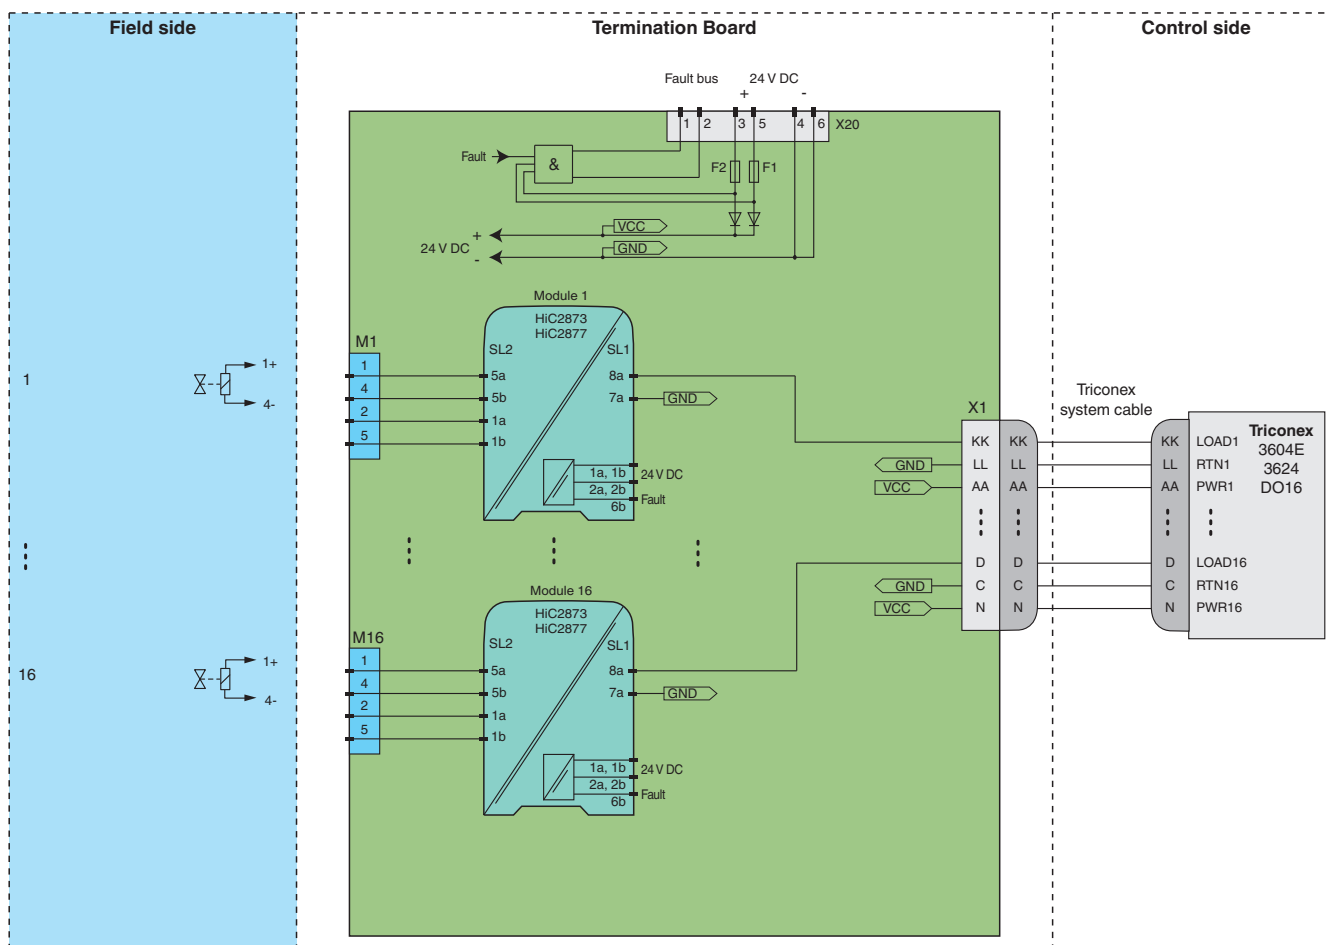 Field side
Termination Board
Control side
Fault bus
24 V DC
+
-
1
2
3
5
4
6
X20
Fault
&
F2
F1
VCC
+
24 V DC
GND
-
Module 1
HiC2873
HiC2877
M1
SL2
SL1
1
1
5a
8a
4
5b
7a
GND
2
1a
5
1b
1+
4-
1a, 1b
24 V DC
2a, 2b
Fault
6b
X1
Triconex
system cable
KK
KK
KK
LOAD1
Triconex
3604E
3624
DO16
GND
LL
LL
LL
RTN1
VCC
AA
AA
AA
PWR1
D
D
D
LOAD16
GND
C
C
C
RTN16
VCC
N
N
N
PWR16
Module 16
HiC2873
HiC2877
M16
SL2
SL1
16
1
5a
8a
4
5b
7a
GND
2
1a
5
1b
1+
4-
1a, 1b
24 V DC
2a, 2b
Fault
6b